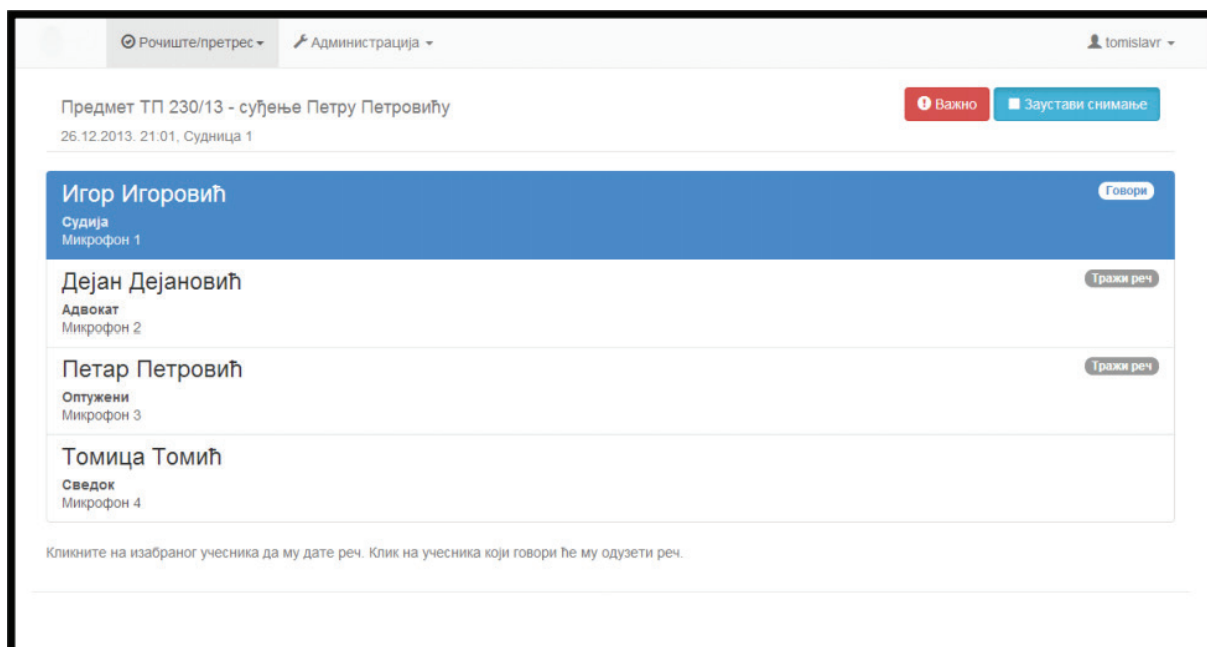 Рочиште/претрес
Администрација
tomislavr
Предмет ТП 230/13 - суђење Петру Петровићу
Важно
Заустави снимање
26.12.2013. 21:01, Судница 1
Игор Игоровић
Говори
Судија
Микрофон 1
Дејан Дејановић
Тражи реч
Адвокат
Микрофон 2
Петар Петровић
Тражи реч
Оптужени
Микрофон 3
Томица Томић
Сведок
Микрофон 4
Кликните на изабраног учесника да му дате реч. Клик на учесника који говори ће му одузети реч.